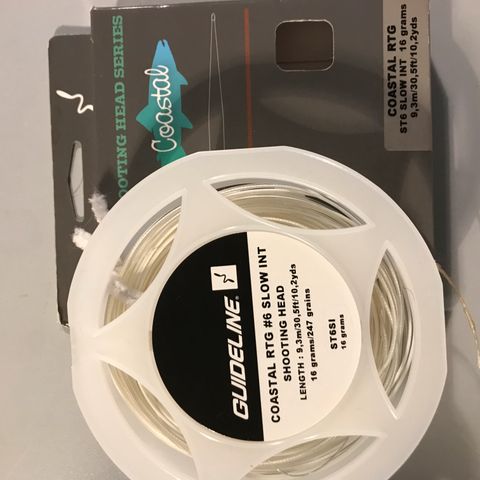 OOTING HEAD SERIES
Coastal
COASTAL RTG
ST6 SLOW INT 16 grams
9,3m/30,5ft/10,2yds
GUIDELINE®
COASTAL RTG #6 SLOW INT
SHOOTING HEAD
LENGTH : 9,3m/30,5ft/10,2yds
16 grams/247 grains
ST6SI
16 grams